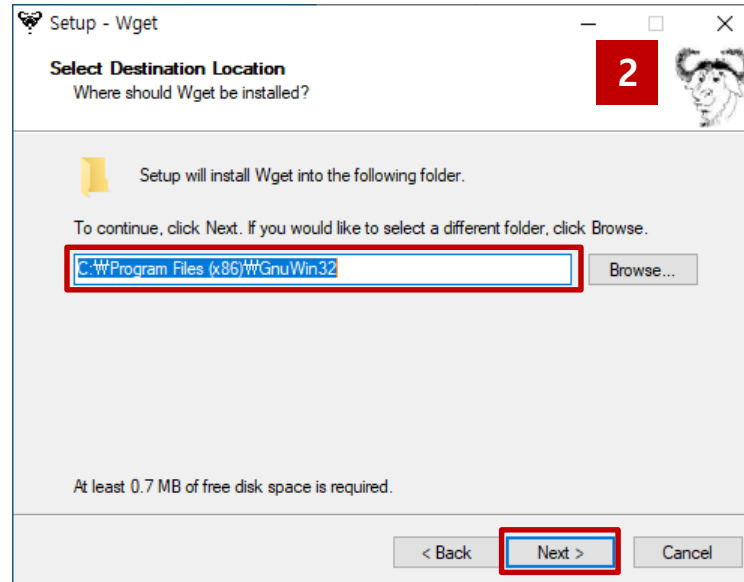 Setup - Wget
Select Destination Location
Where should Wget be installed?
2
Setup will install Wget into the following folder.
To continue, click Next. If you would like to select a different folder, click Browse.
C:₩Program Files (x86)₩GnuWin32
Browse...
At least 0.7 MB of free disk space is required.
< Back
Next >
Cancel